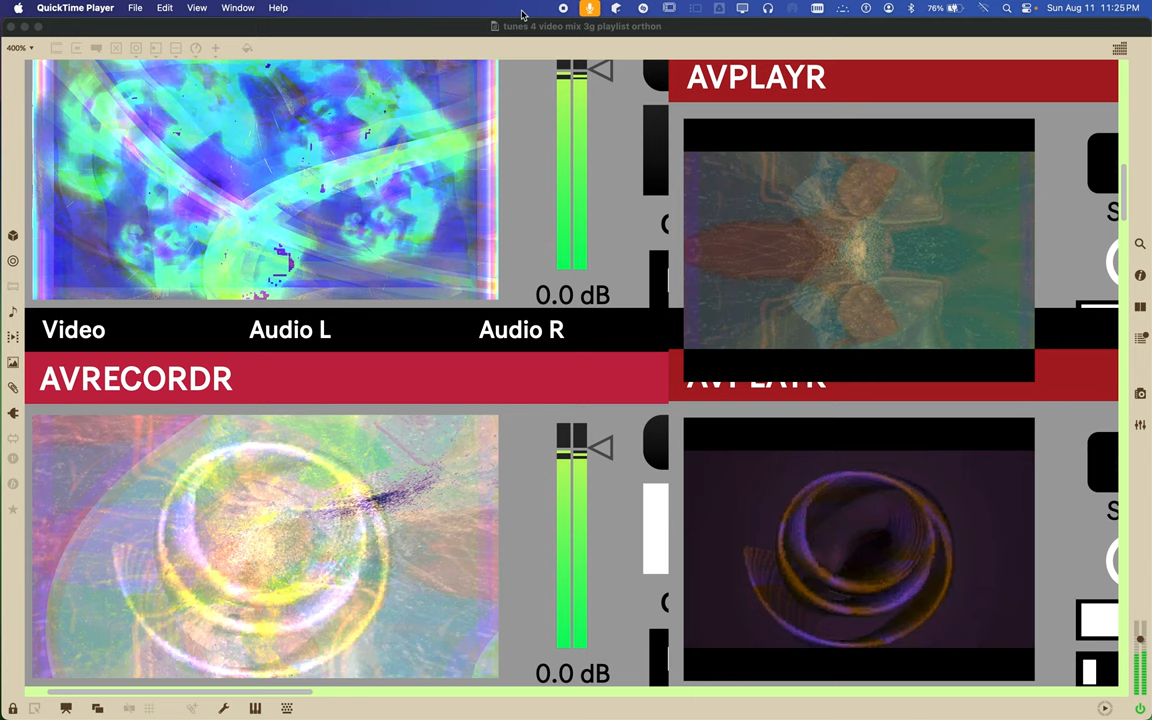 QuickTime Player File Edit View Window Help 76% Sun Aug 11 11:25 PM
tunes 4 video mix 3g playlist orthon
400%
AVPLAYR
S
0.0 dB
Video Audio L Audio R
AVRECORDR
AVPLAYR
S
0.0 dB